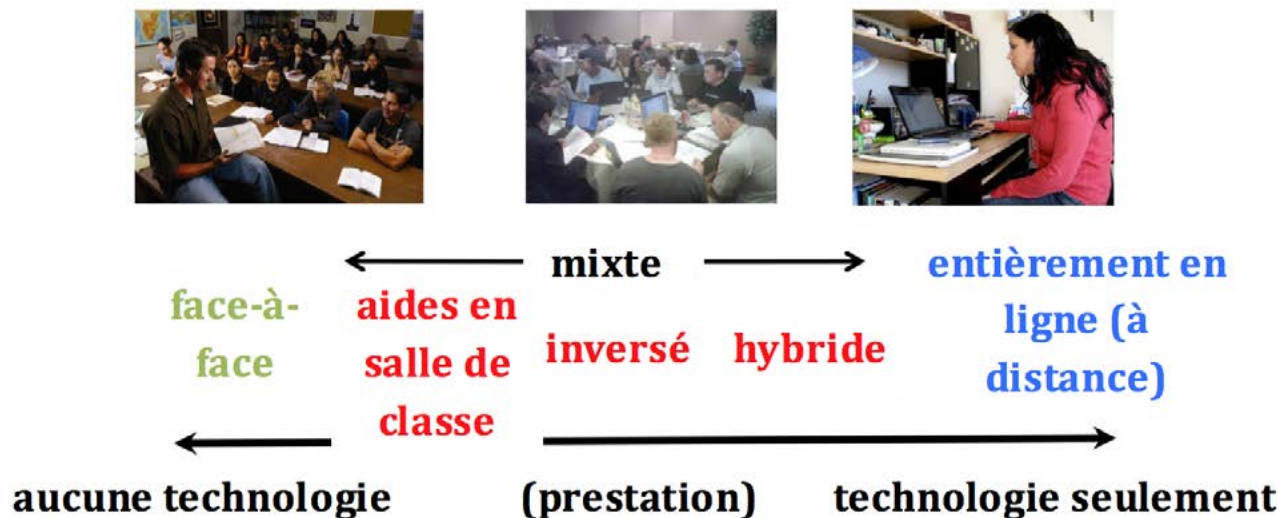 mixte
face-à-
face
aides en
salle de
classe
inversé
hybride
entièrement en
ligne (à
distance)
aucune technologie
(prestation)
technologie seulement